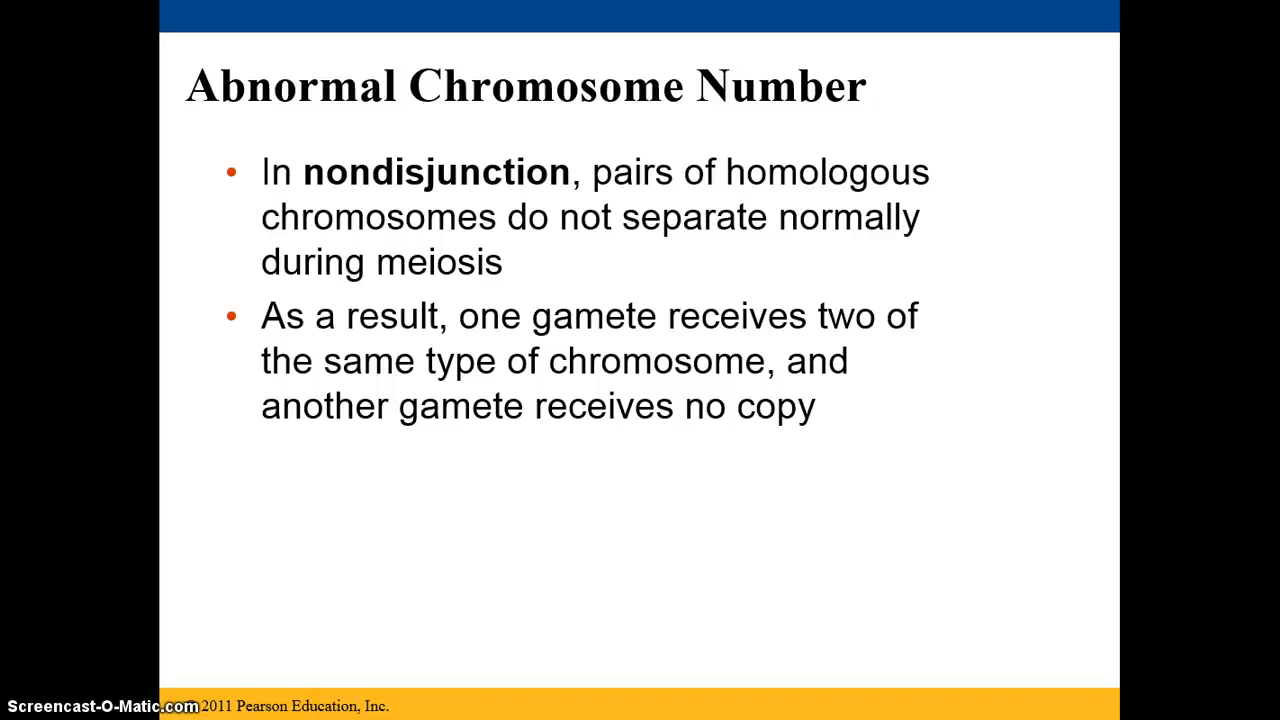 Abnormal Chromosome Number
• In nondisjunction, pairs of homologous
chromosomes do not separate normally
during meiosis
• As a result, one gamete receives two of
the same type of chromosome, and
another gamete receives no copy
Screencast-O-Matic.com © 2011 Pearson Education, Inc.